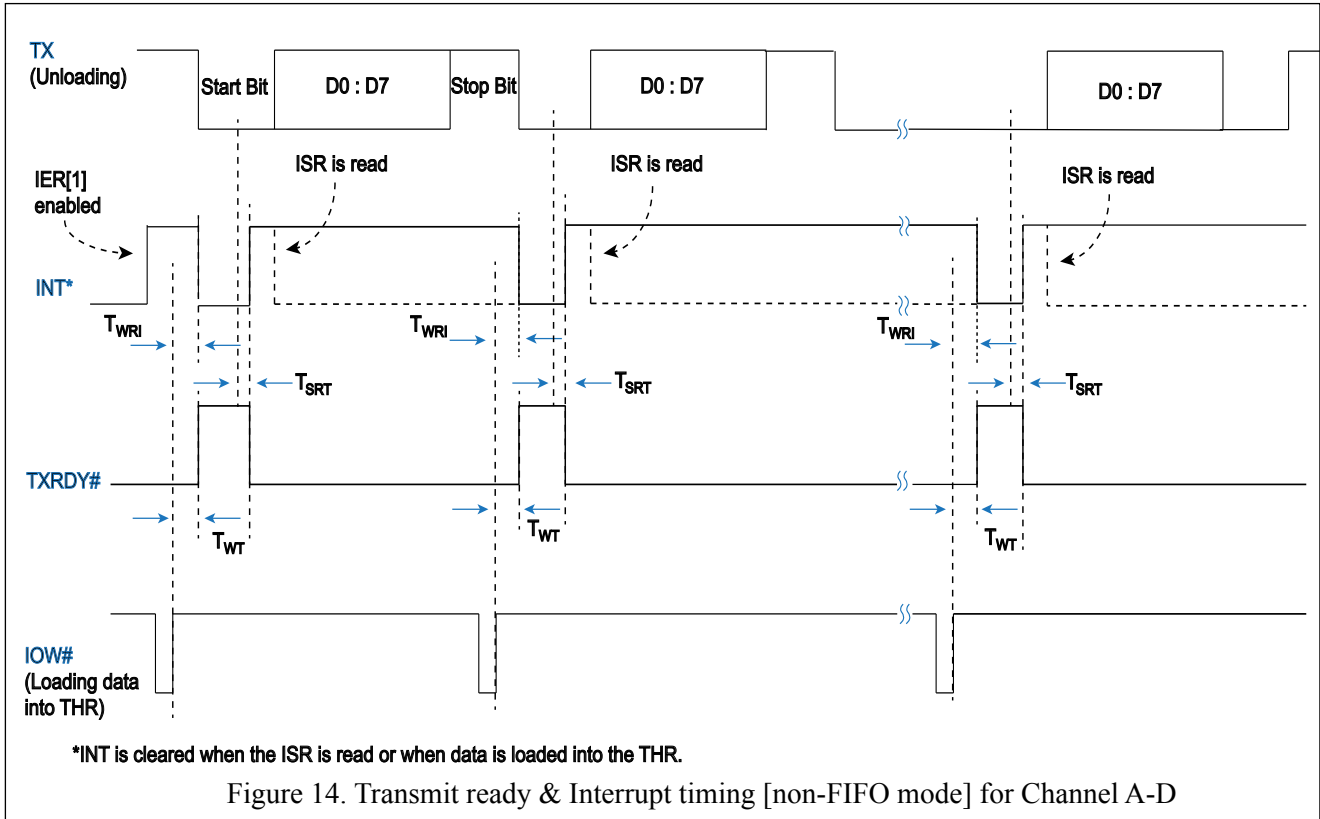 TX
(Unloading)
Start Bit
D0 : D7
Stop Bit
D0 : D7
D0 : D7
IER[1]
enabled
ISR is read
ISR is read
ISR is read
INT*
TWRI
TWRI
TWRI
TSRT
TSRT
TSRT
TXRDY#
TWT
TWT
TWT
IOW#
(Loading data
into THR)
*INT is cleared when the ISR is read or when data is loaded into the THR.
Figure 14. Transmit ready & Interrupt timing [non-FIFO mode] for Channel A-D